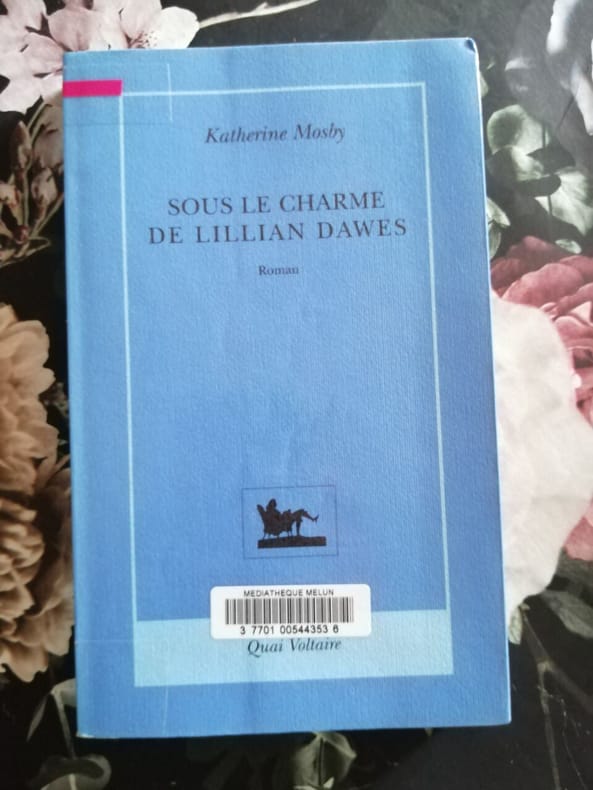 Katherine Mosby
SOUS LE CHARME
DE LILLIAN DAWES
Roman
MEDIATHEQUE MELUN
3 7701 00544353 6
Quai Voltaire